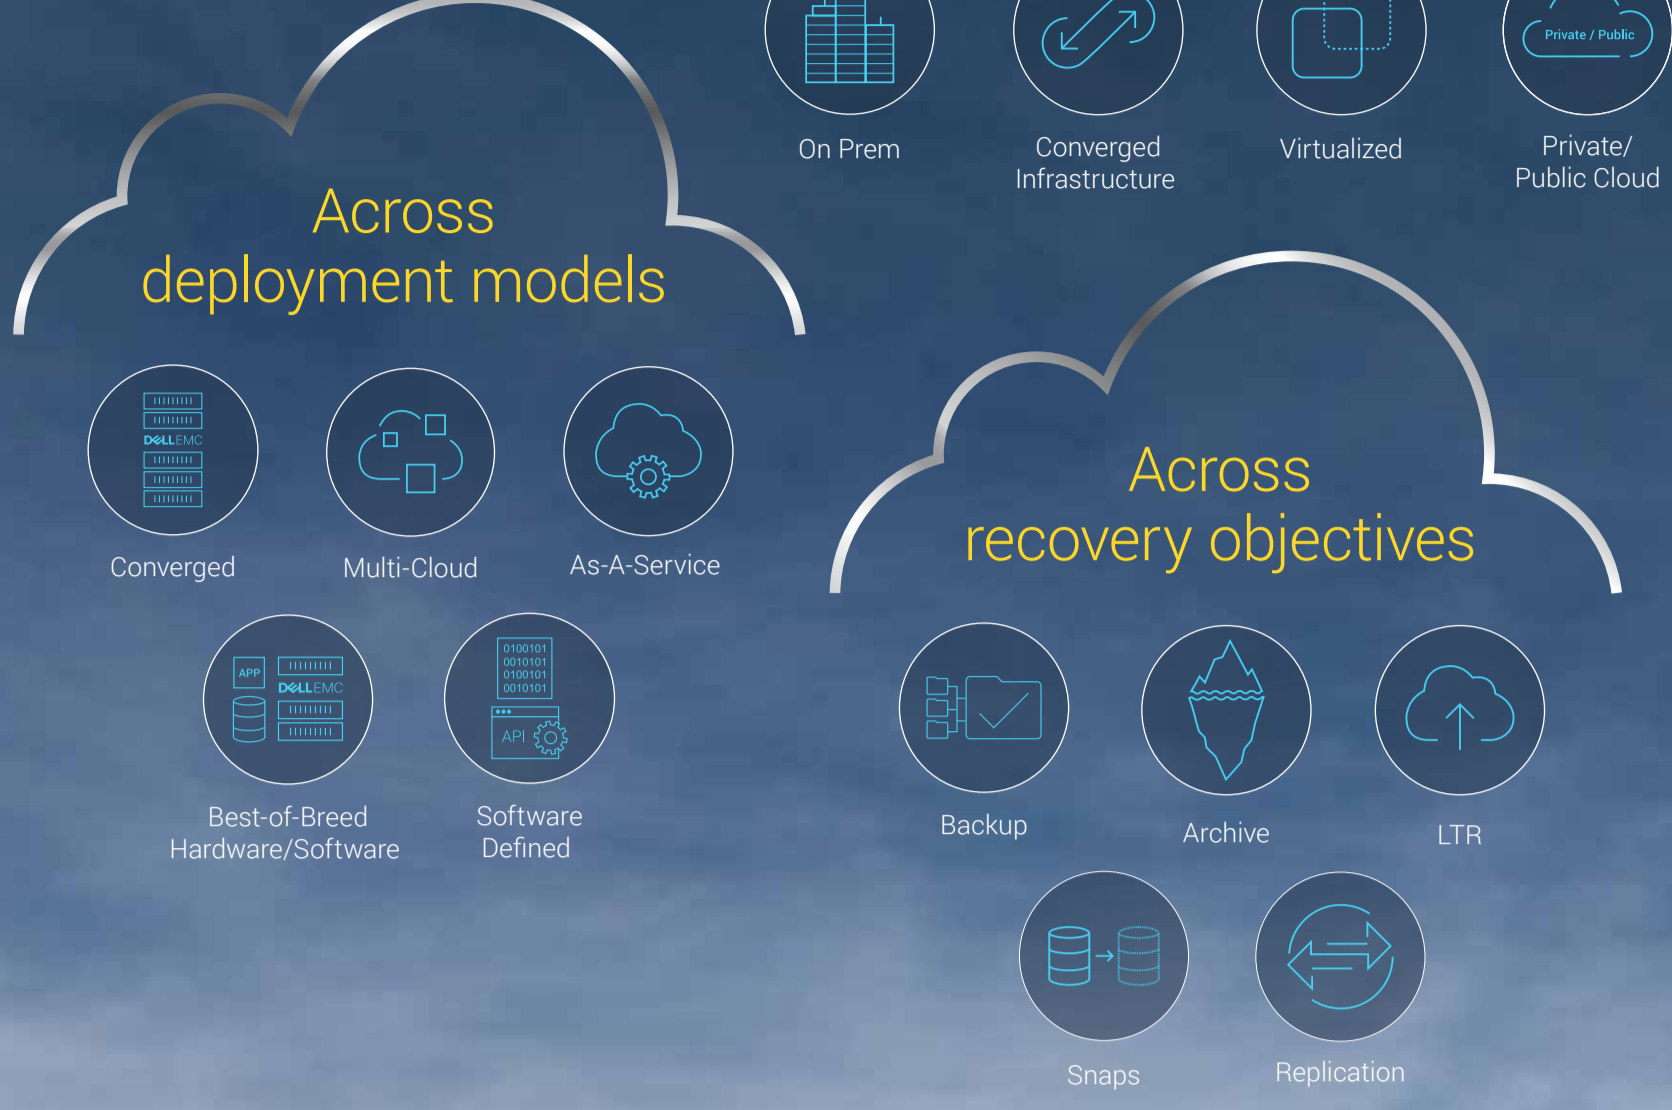 Private / Public
On Prem
Converged
Infrastructure
Virtualized
Private/
Public Cloud
Across
deployment models
DELLEMC
Converged
Multi-Cloud
As-A-Service
APP
DELLEMC
Best-of-Breed
Hardware/Software
0100101
0010101
0100101
0010101
API
Software
Defined
Across
recovery objectives
Backup
Archive
LTR
Snaps
Replication